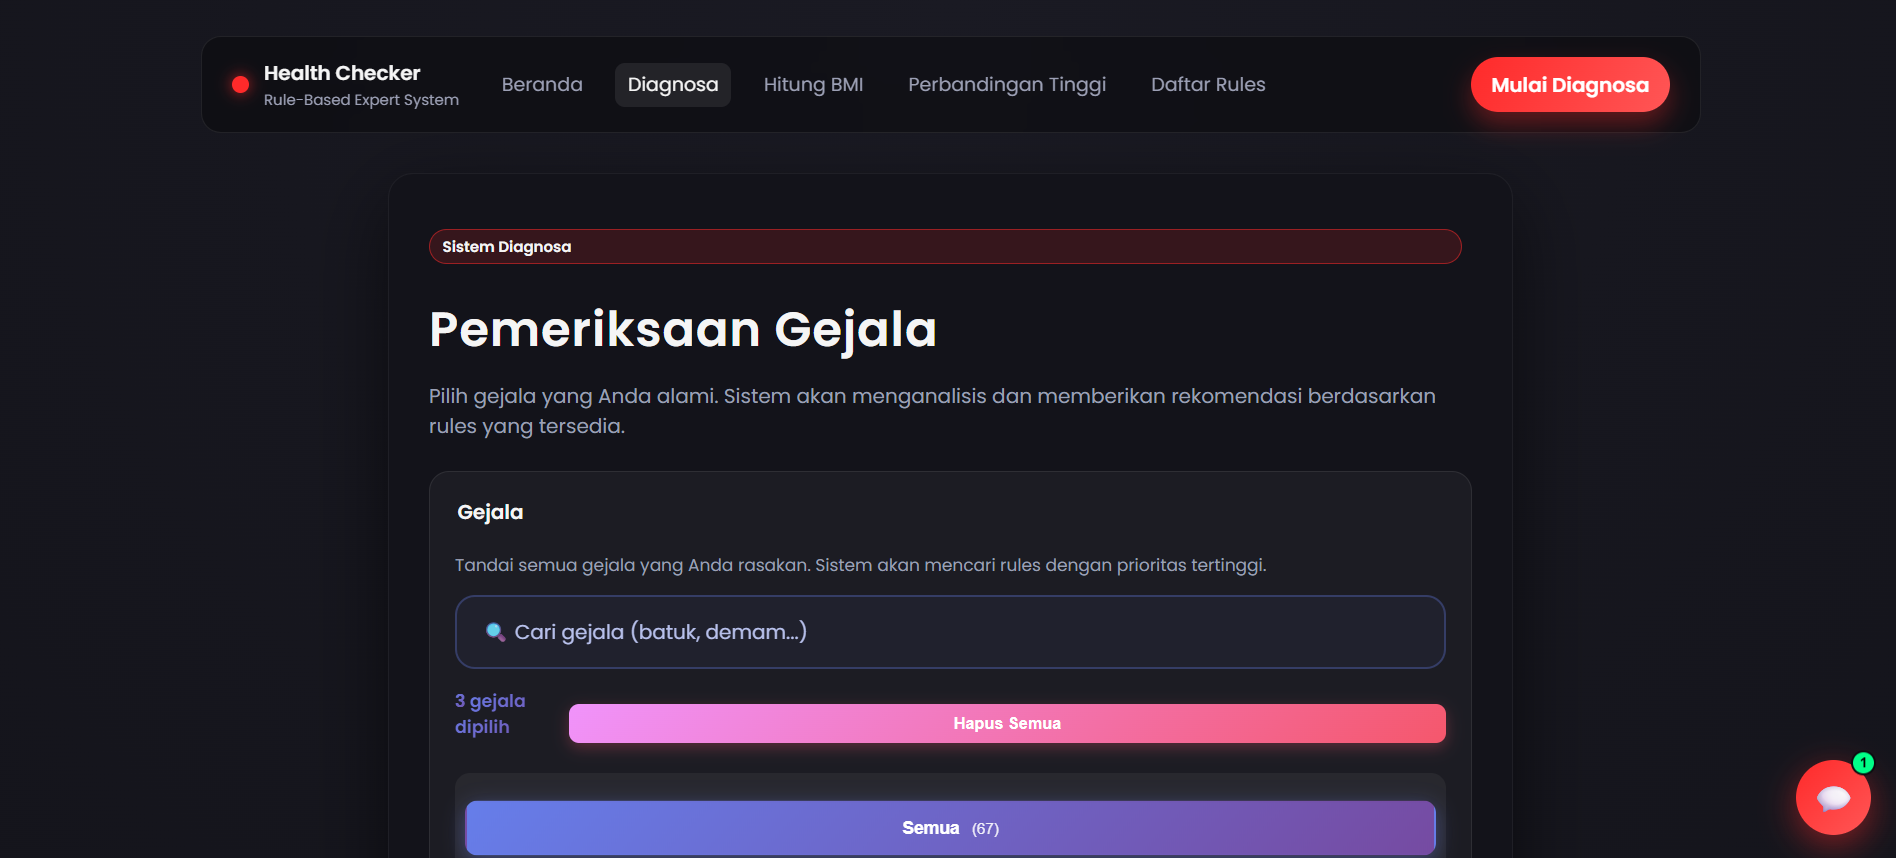 Health Checker
Rule-Based Expert System
Beranda
Diagnosa
Hitung BMI
Perbandingan Tinggi
Daftar Rules
Mulai Diagnosa
Sistem Diagnosa
Pemeriksaan Gejala
Pilih gejala yang Anda alami. Sistem akan menganalisis dan memberikan rekomendasi berdasarkan
rules yang tersedia.
Gejala
Tandai semua gejala yang Anda rasakan. Sistem akan mencari rules dengan prioritas tertinggi.
🔍 Cari gejala (batuk, demam...)
3 gejala
dipilih
Hapus Semua
Semua (67)
1